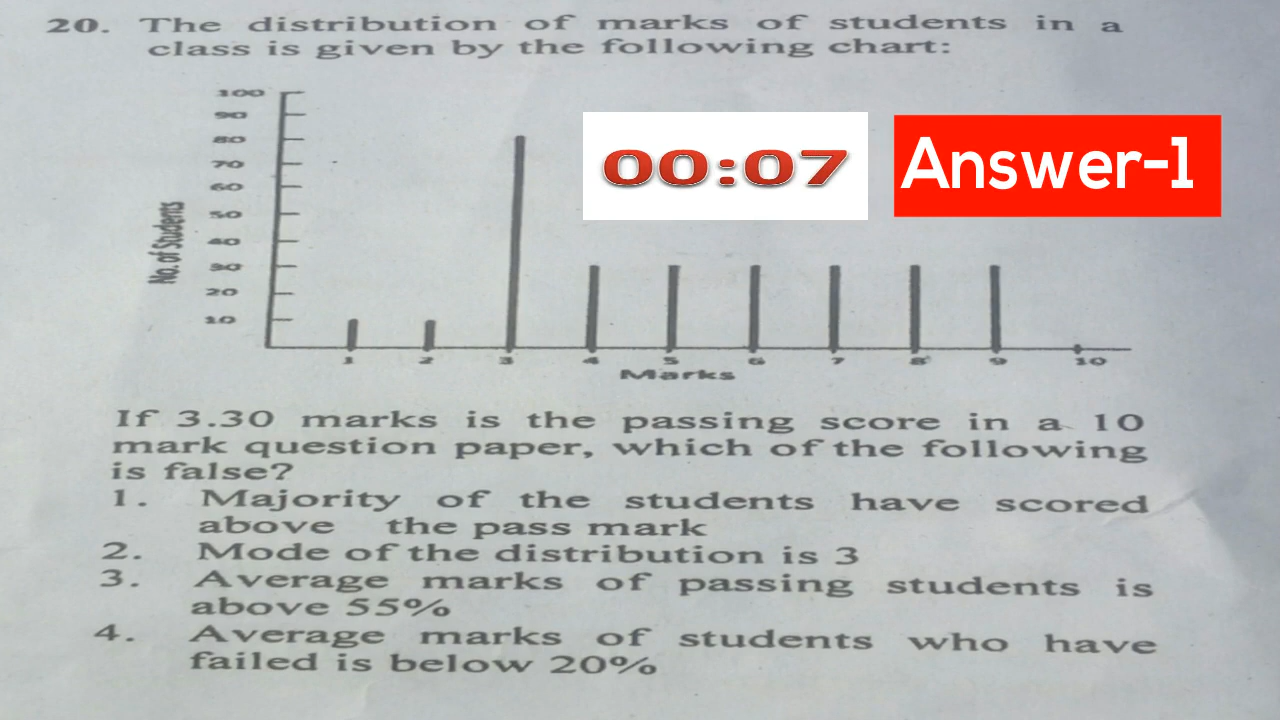 20. The distribution of marks of students in a
class is given by the following chart:
100
90
80
70
60
50
40
30
20
10
No. of Students
1 2 3 4 5 6 7 8 9 10
Marks
00:07
Answer-1
If 3.30 marks is the passing score in a 10
mark question paper, which of the following
is false?
1. Majority of the students have scored
above the pass mark
2. Mode of the distribution is 3
3. Average marks of passing students is
above 55%
4. Average marks of students who have
failed is below 20%